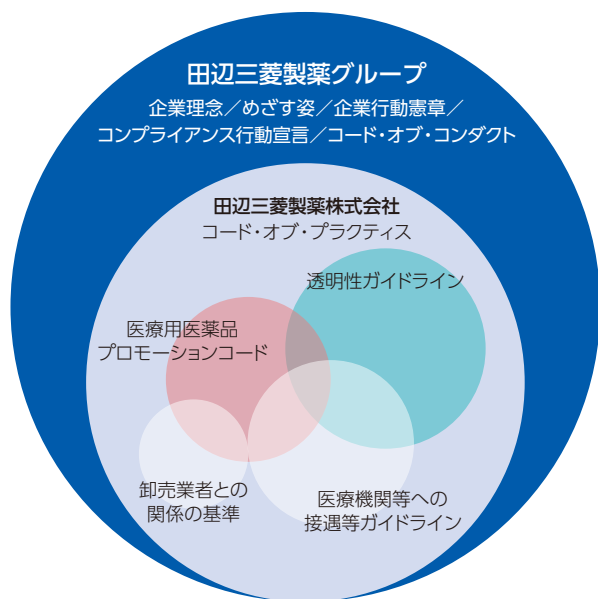 田辺三菱製薬グループ
企業理念／めざす姿／企業行動憲章／
コンプライアンス行動宣言／コード・オブ・コンダクト
田辺三菱製薬株式会社
コード・オブ・プラクティス
透明性ガイドライン
医療用医薬品
プロモーションコード
卸売業者との
関係の基準
医療機関等への
接遇等ガイドライン